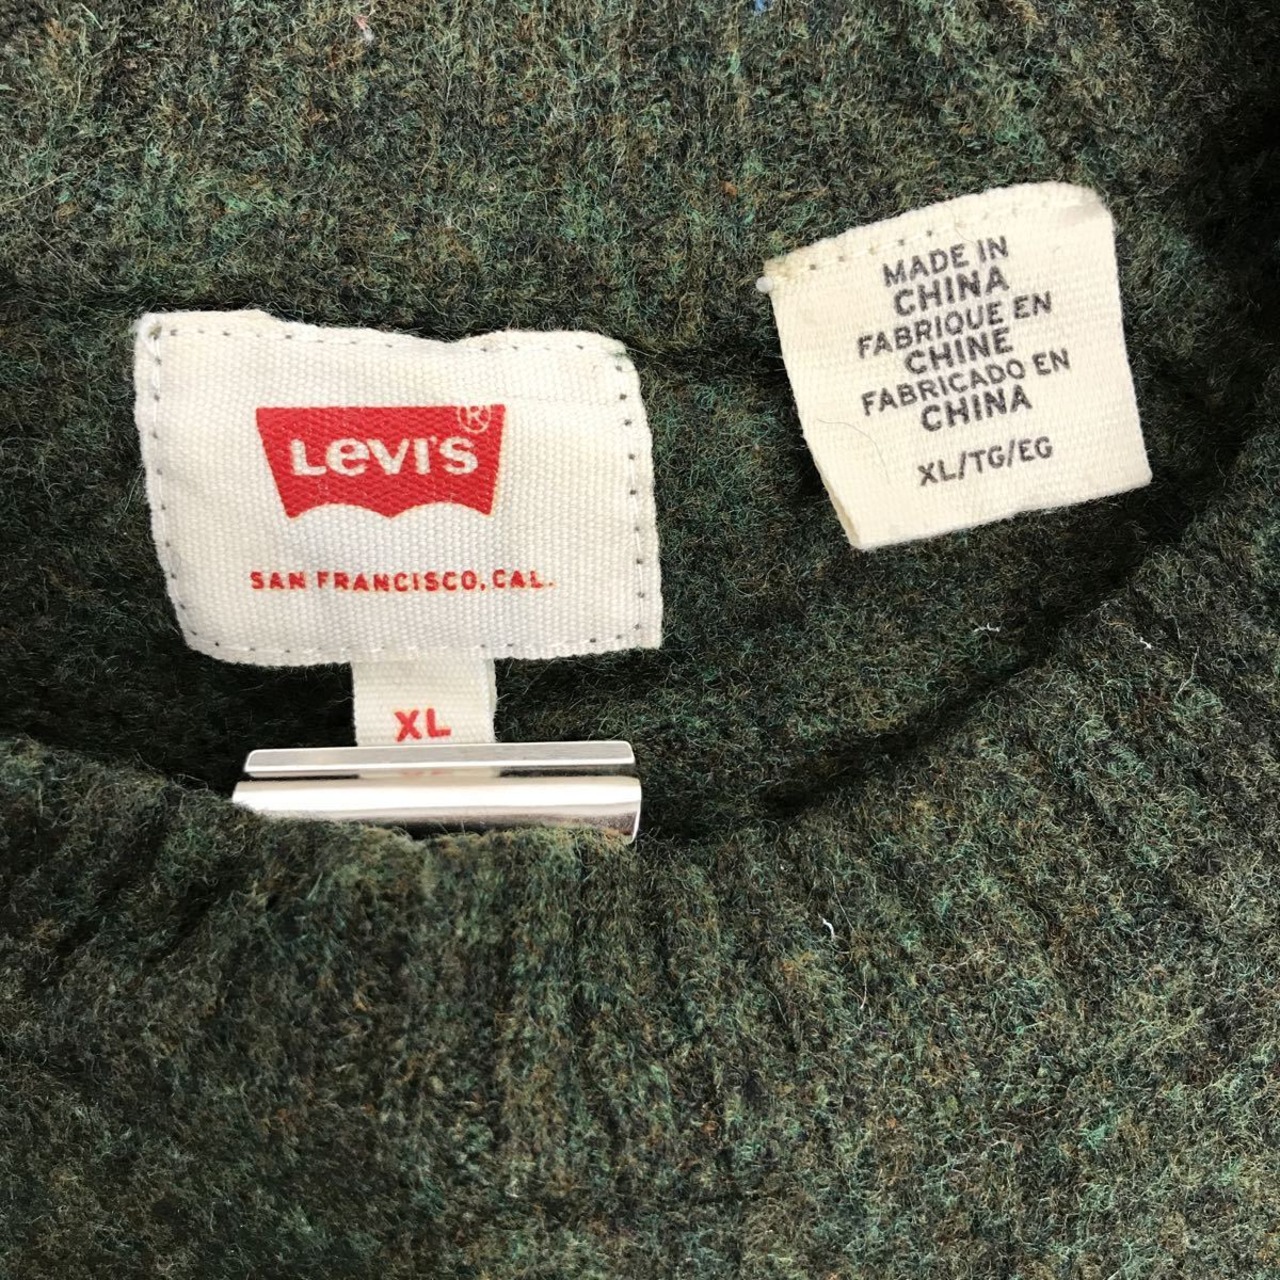 LEVI'S ®
SAN FRANCISCO, CAL.
XL
MADE IN
CHINA
FABRIQUE EN
CHINE
FABRICADO EN
CHINA
XL/TG/EG